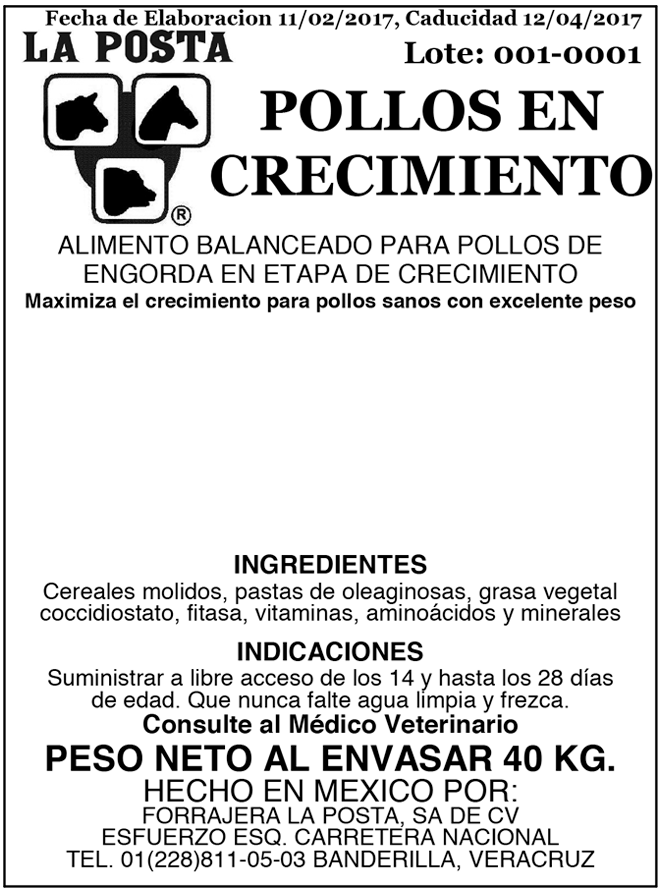 Fecha de Elaboracion 11/02/2017, Caducidad 12/04/2017
LA POSTA
Lote: 001-0001
POLLOS EN
CRECIMIENTO
®
ALIMENTO BALANCEADO PARA POLLOS DE
ENGORDA EN ETAPA DE CRECIMIENTO
Maximiza el crecimiento para pollos sanos con excelente peso
INGREDIENTES
Cereales molidos, pastas de oleaginosas, grasa vegetal
coccidiostato, fitasa, vitaminas, aminoácidos y minerales
INDICACIONES
Suministrar a libre acceso de los 14 y hasta los 28 días
de edad. Que nunca falte agua limpia y frezca.
Consulte al Médico Veterinario
PESO NETO AL ENVASAR 40 KG.
HECHO EN MEXICO POR:
FORRAJERA LA POSTA, SA DE CV
ESFUERZO ESQ. CARRETERA NACIONAL
TEL. 01(228)811-05-03 BANDERILLA, VERACRUZ